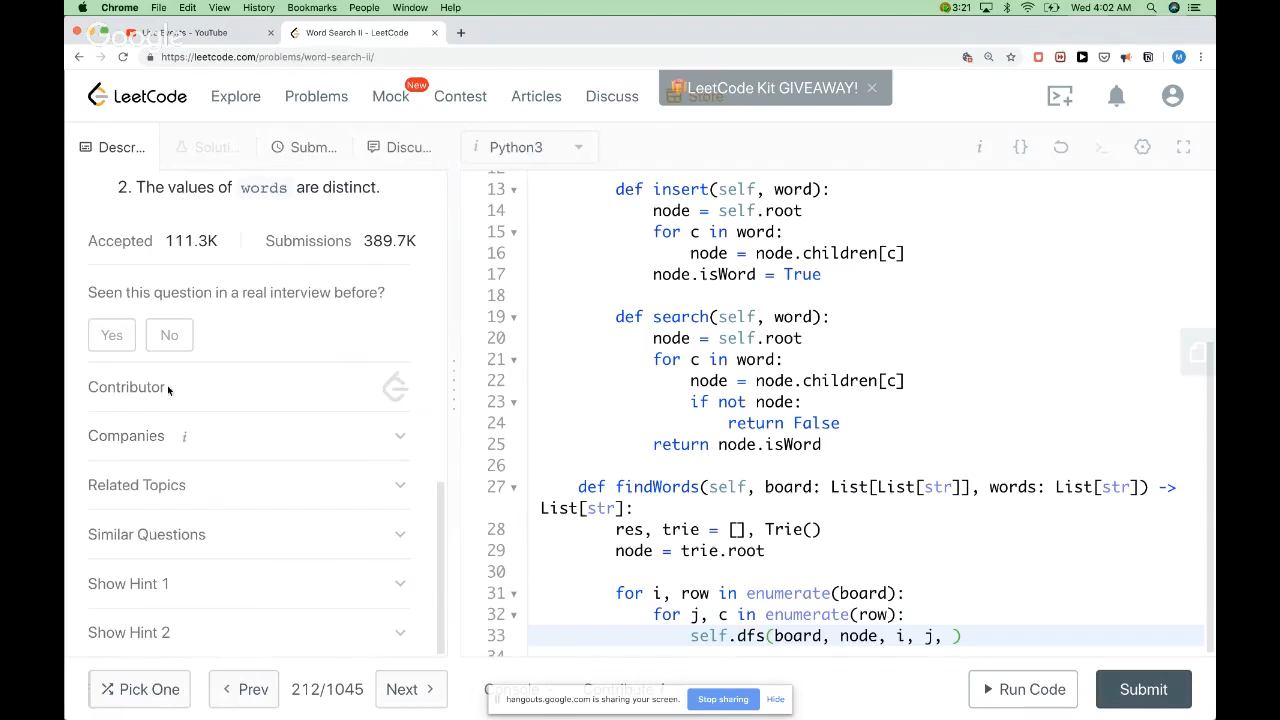 Chrome File Edit View History Bookmarks People Window Help 3:21 Wed 4:02 AM
Google
YouTube × Word Search II - LeetCode × +
https://leetcode.com/problems/word-search-ii/
LeetCode Explore Problems Mock New Contest Articles Discuss LeetCode Kit GIVEAWAY! × Store
Descr... Soluti... Subm... Discu... i Python3
2. The values of words are distinct.
Accepted 111.3K Submissions 389.7K
Seen this question in a real interview before?
Yes No
Contributor
Companies i
Related Topics
Similar Questions
Show Hint 1
Show Hint 2
12
13 def insert(self, word):
14 node = self.root
15 for c in word:
16 node = node.children[c]
17 node.isWord = True
18
19 def search(self, word):
20 node = self.root
21 for c in word:
22 node = node.children[c]
23 if not node:
24 return False
25 return node.isWord
26
27 def findWords(self, board: List[List[str]], words: List[str]) ->
List[str]:
28 res, trie = [], Trie()
29 node = trie.root
30
31 for i, row in enumerate(board):
32 for j, c in enumerate(row):
33 self.dfs(board, node, i, j, )
34
Pick One Prev 212/1045 Next Console Contribute i Run Code Submit
hangouts.google.com is sharing your screen. Stop sharing Hide